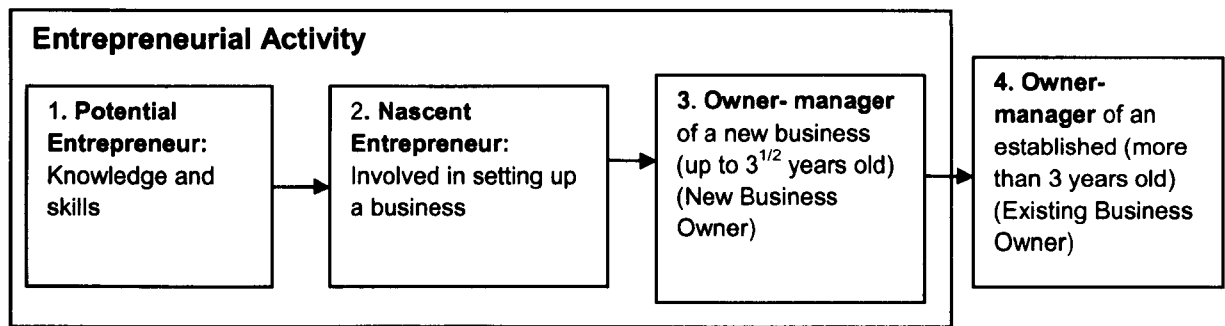 Entrepreneurial Activity
1. Potential
Entrepreneur:
Knowledge and
skills
2. Nascent
Entrepreneur:
Involved in setting up
a business
3. Owner- manager
of a new business
(up to 3^1/2 years old)
(New Business
Owner)
4. Owner-
manager of an
established (more
than 3 years old)
(Existing Business
Owner)